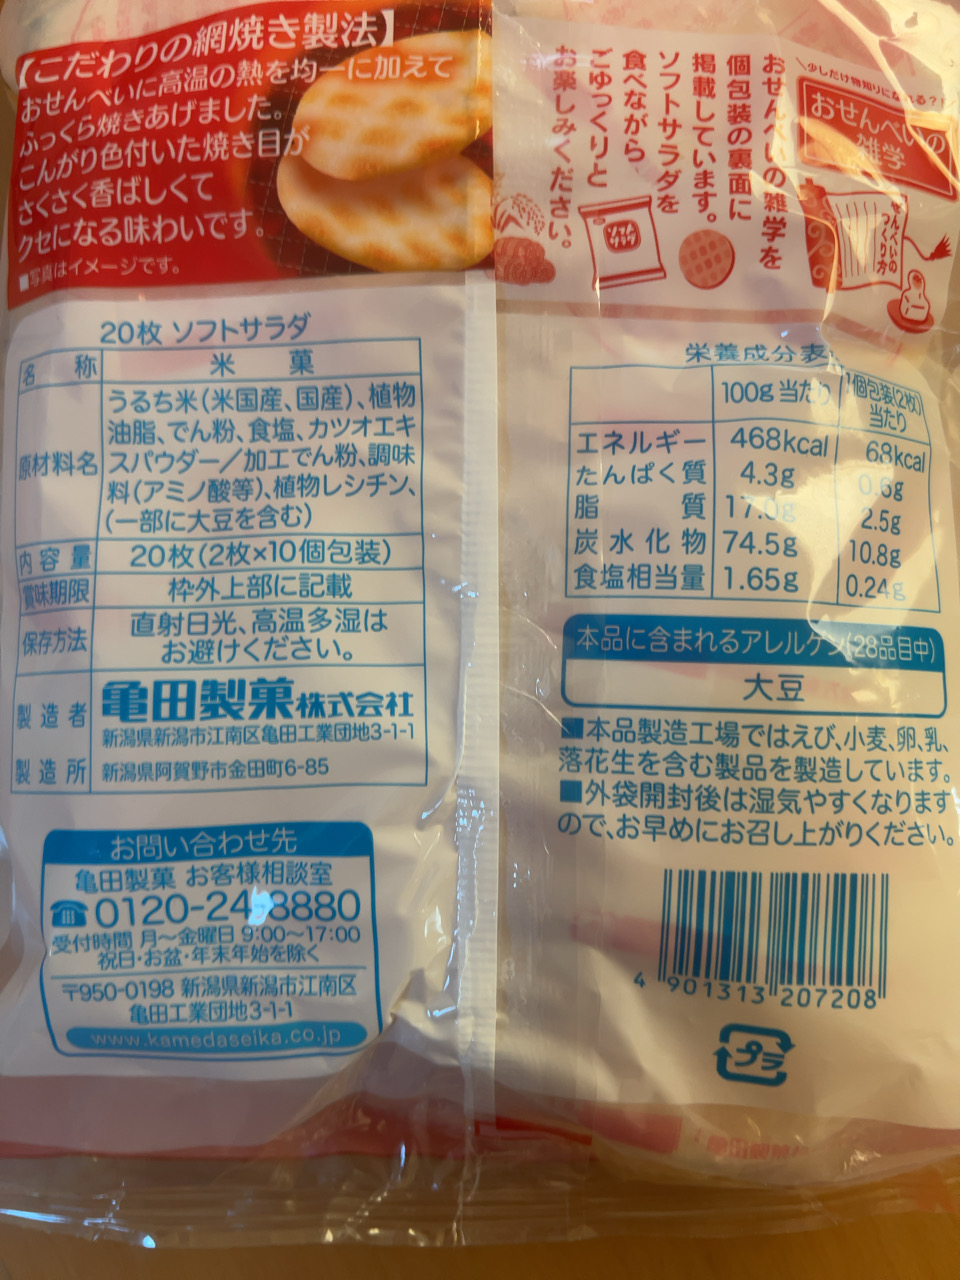 【こだわりの網焼き製法】
おせんべいに高温の熱を均一に加えて
ふっくら焼きあげました。
こんがり色付いた焼き目が
さくさく香ばしくて
クセになる味わいです。
■写真はイメージです。
＼少しだけ物知りになれる？！
おせんべいの
雑学
おせんべいの雑学を
個包装の裏面に
掲載しています。
ソフトサラダを
食べながら
ごゆっくりと
お楽しみください。
せんべいの
つくり方
ソフト
サラダ
20枚 ソフトサラダ
名称 米菓
原材料名
うるち米(米国産、国産)、植物
油脂、でん粉、食塩、カツオエキ
スパウダー／加工でん粉、調味
料(アミノ酸等)、植物レシチン、
(一部に大豆を含む)
内容量 20枚(2枚×10個包装)
賞味期限 枠外上部に記載
保存方法
直射日光、高温多湿は
お避けください。
製造者
亀田製菓株式会社
新潟県新潟市江南区亀田工業団地3-1-1
製造所 新潟県阿賀野市金田町6-85
お問い合わせ先
亀田製菓 お客様相談室
0120-24-8880
受付時間 月〜金曜日 9:00〜17:00
祝日・お盆・年末年始を除く
〒950-0198 新潟県新潟市江南区
亀田工業団地3-1-1
www.kamedaseika.co.jp
栄養成分表
100g当たり 1個包装(2枚)
当たり
エネルギー 468kcal 68kcal
たんぱく質 4.3g 0.6g
脂質 17.0g 2.5g
炭水化物 74.5g 10.8g
食塩相当量 1.65g 0.24g
本品に含まれるアレルゲン(28品目中)
大豆
■本品製造工場ではえび、小麦、卵、乳、
落花生を含む製品を製造しています。
■外袋開封後は湿気やすくなります
ので、お早めにお召し上がりください。
4 901313 207208
プラ